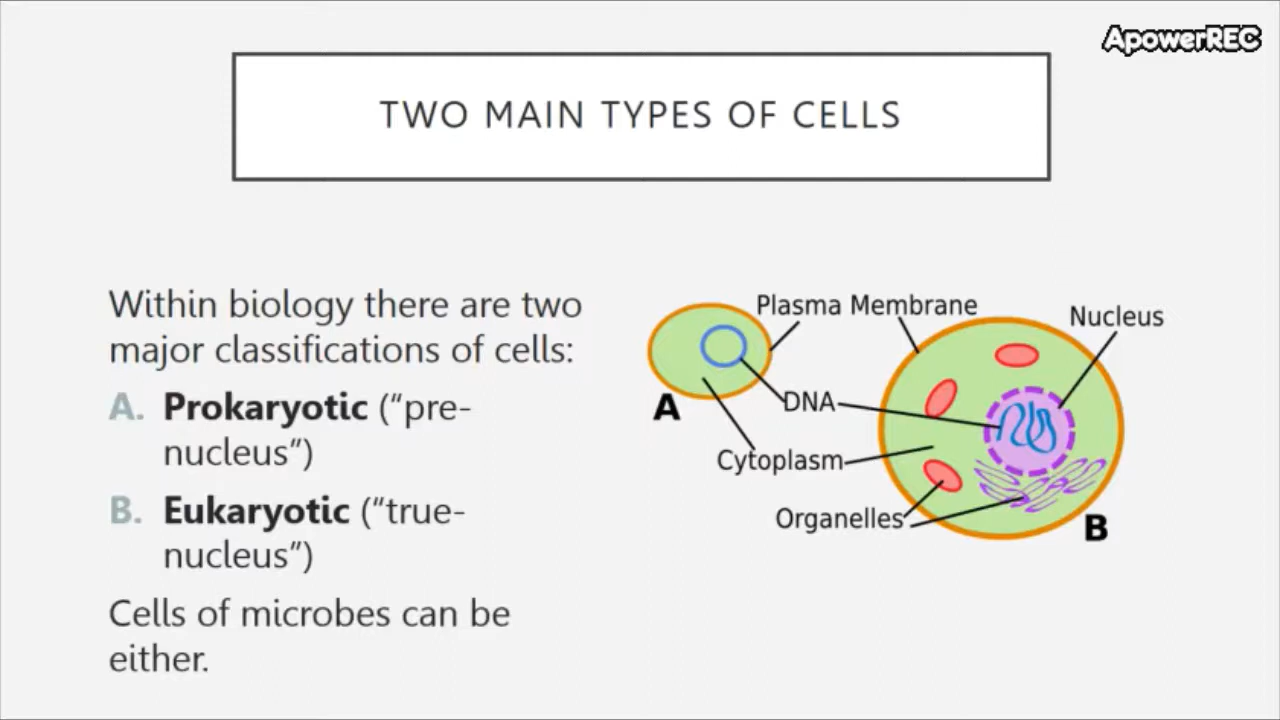 ApowerREC
TWO MAIN TYPES OF CELLS
Within biology there are two
major classifications of cells:
A. Prokaryotic (“pre-
nucleus”)
B. Eukaryotic (“true-
nucleus”)
Cells of microbes can be
either.
Plasma Membrane
Nucleus
DNA
A
Cytoplasm
Organelles
B